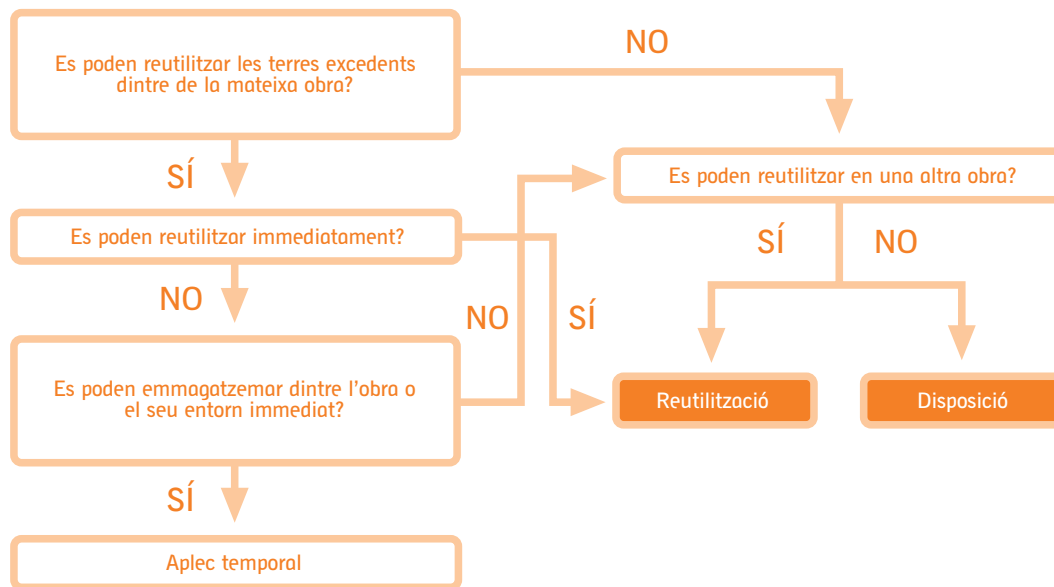 Es poden reutilitzar les terres excedents
dintre de la mateixa obra?
NO
SÍ
Es poden reutilitzar en una altra obra?
Es poden reutilitzar immediatament?
SÍ
NO
NO
NO
SÍ
Es poden emmagatzemar dintre l'obra o
el seu entorn immediat?
Reutilització
Disposició
SÍ
Aplec temporal